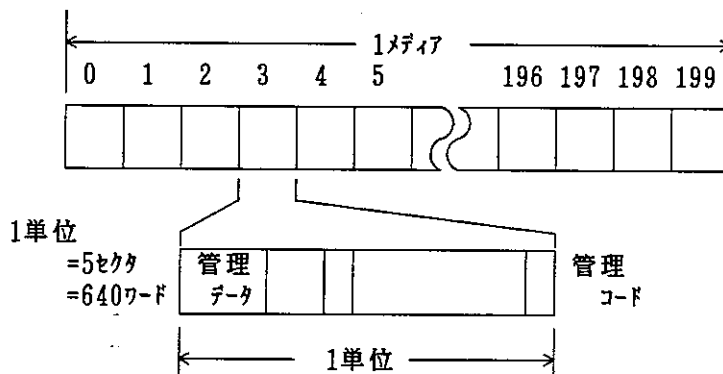 1メディア
0 1 2 3 4 5 196 197 198 199
1単位
=5セクタ
=640ワード
管理
データ
管理
コード
1単位